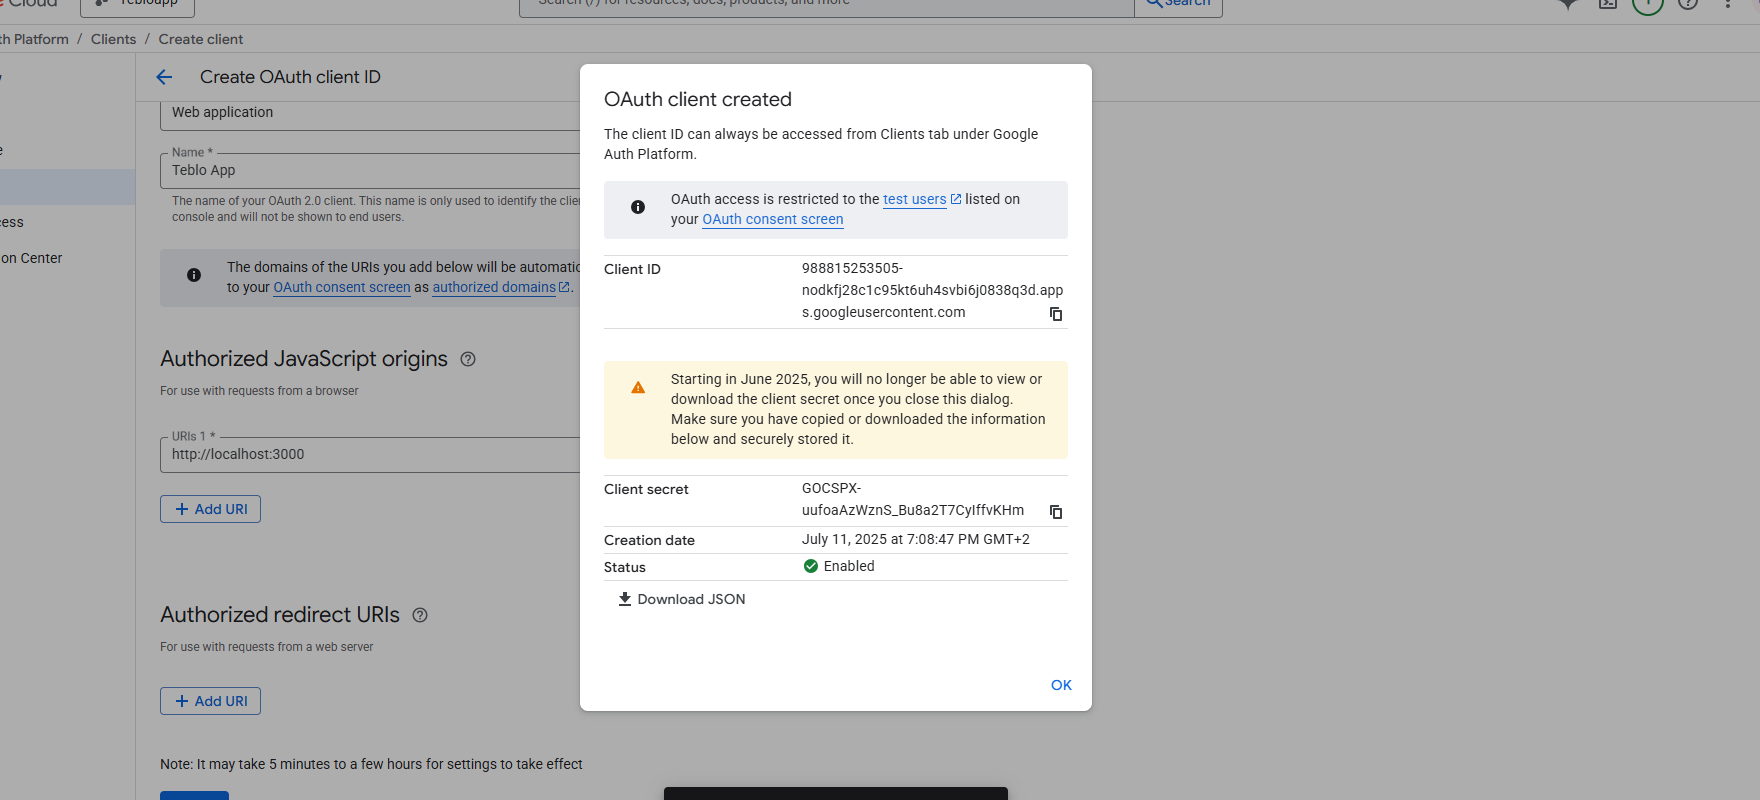 Cloud
Tebloapp
Search (/) for resources, docs, products, and more
Search
th Platform / Clients / Create client
Create OAuth client ID
Web application
Name *
Teblo App
The name of your OAuth 2.0 client. This name is only used to identify the clie
console and will not be shown to end users.
The domains of the URIs you add below will be automatic
to your OAuth consent screen as authorized domains.
Authorized JavaScript origins
For use with requests from a browser
URIs 1 *
http://localhost:3000
+ Add URI
Authorized redirect URIs
For use with requests from a web server
+ Add URI
Note: It may take 5 minutes to a few hours for settings to take effect
e
cess
on Center
OAuth client created
The client ID can always be accessed from Clients tab under Google
Auth Platform.
OAuth access is restricted to the test users listed on
your OAuth consent screen
Client ID
988815253505-
nodkfj28c1c95kt6uh4svbi6j0838q3d.app
s.googleusercontent.com
Starting in June 2025, you will no longer be able to view or
download the client secret once you close this dialog.
Make sure you have copied or downloaded the information
below and securely stored it.
Client secret
GOCSPX-
uufoaAzWznS_Bu8a2T7CyIffvKHm
Creation date
July 11, 2025 at 7:08:47 PM GMT+2
Status
Enabled
Download JSON
OK